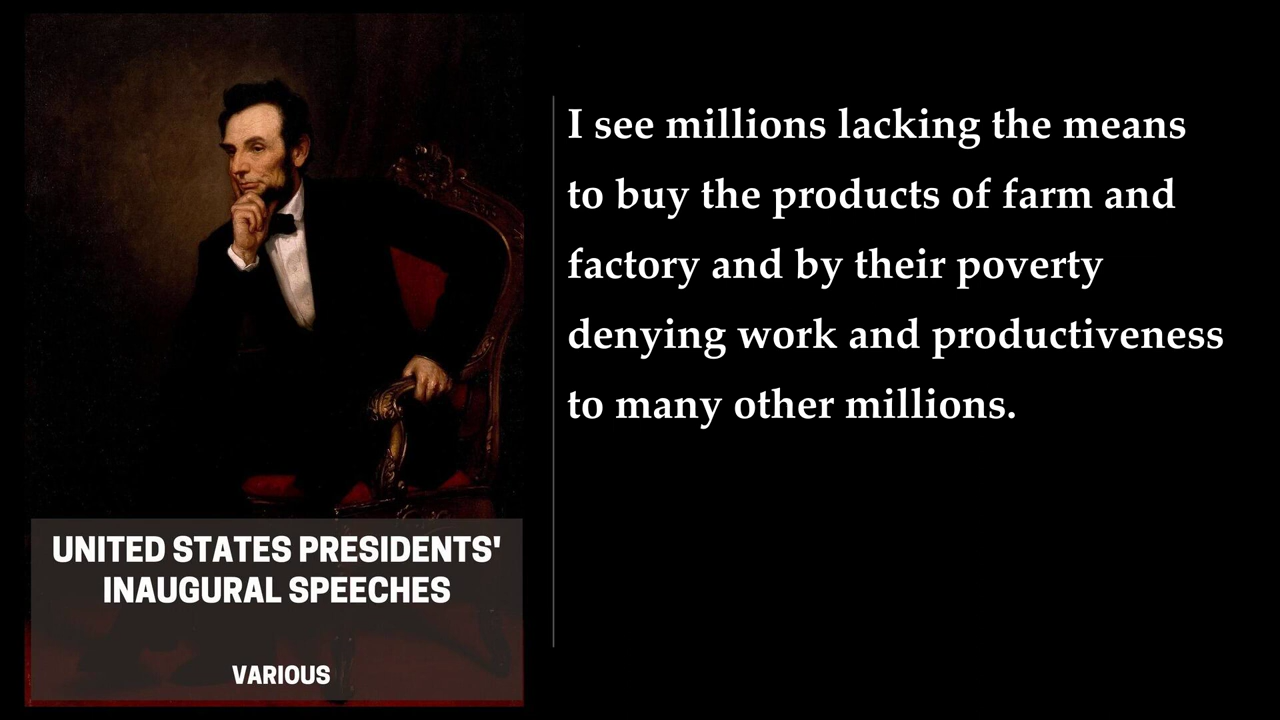 I see millions lacking the means
to buy the products of farm and
factory and by their poverty
denying work and productiveness
to many other millions.
UNITED STATES PRESIDENTS'
INAUGURAL SPEECHES
VARIOUS